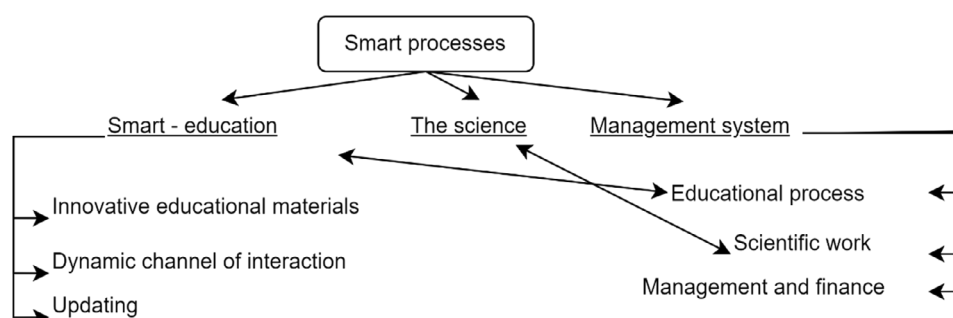 Smart processes
Smart - education
The science
Management system
Educational process
Innovative educational materials
Scientific work
Dynamic channel of interaction
Management and finance
Updating